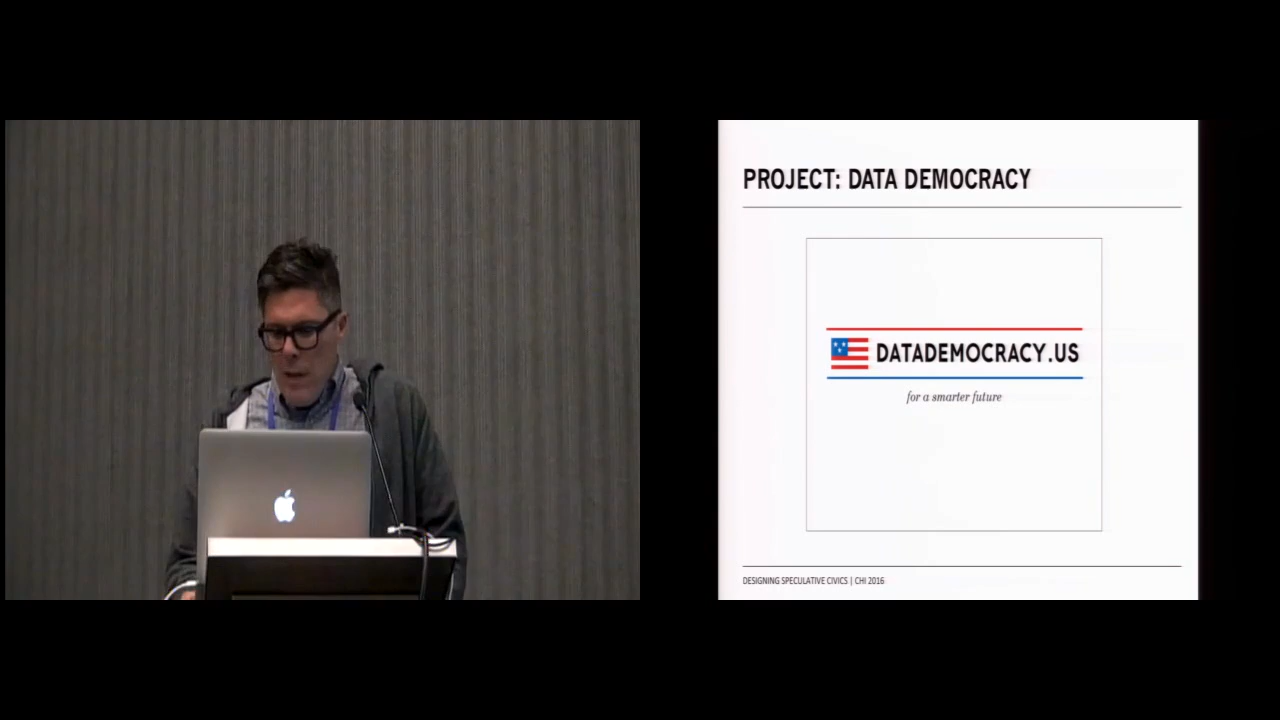 PROJECT: DATA DEMOCRACY
DATADEMOCRACY.US
for a smarter future
DESIGNING SPECULATIVE CIVICS | CHI 2016